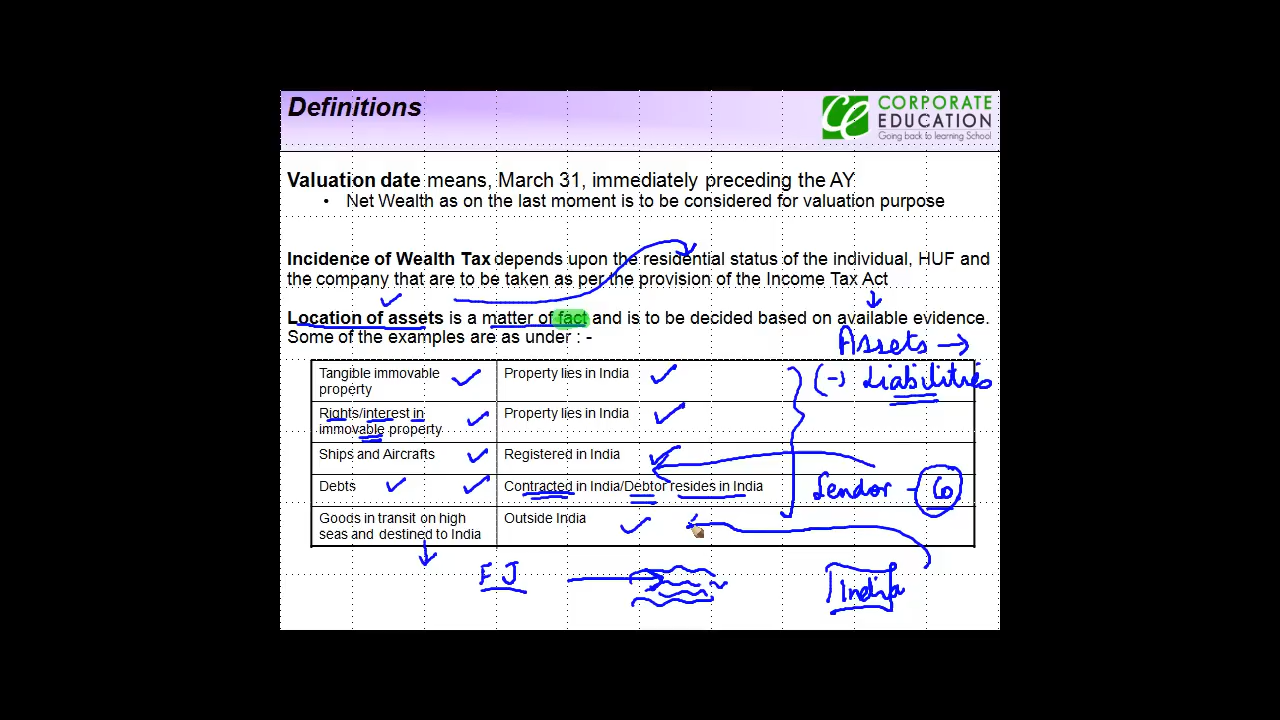 Definitions
CORPORATE
EDUCATION
Going back to learning School
Valuation date means, March 31, immediately preceding the AY
• Net Wealth as on the last moment is to be considered for valuation purpose
Incidence of Wealth Tax depends upon the residential status of the individual, HUF and
the company that are to be taken as per the provision of the Income Tax Act
Location of assets is a matter of fact and is to be decided based on available evidence.
Some of the examples are as under : -
Assets →
(-) Liabilities
Tangible immovable
property
Property lies in India
Rights/interest in
immovable property
Property lies in India
Ships and Aircrafts
Registered in India
Debts
Contracted in India/Debtor resides in India
Lendor - Co
Goods in transit on high
seas and destined to India
Outside India
F J
India